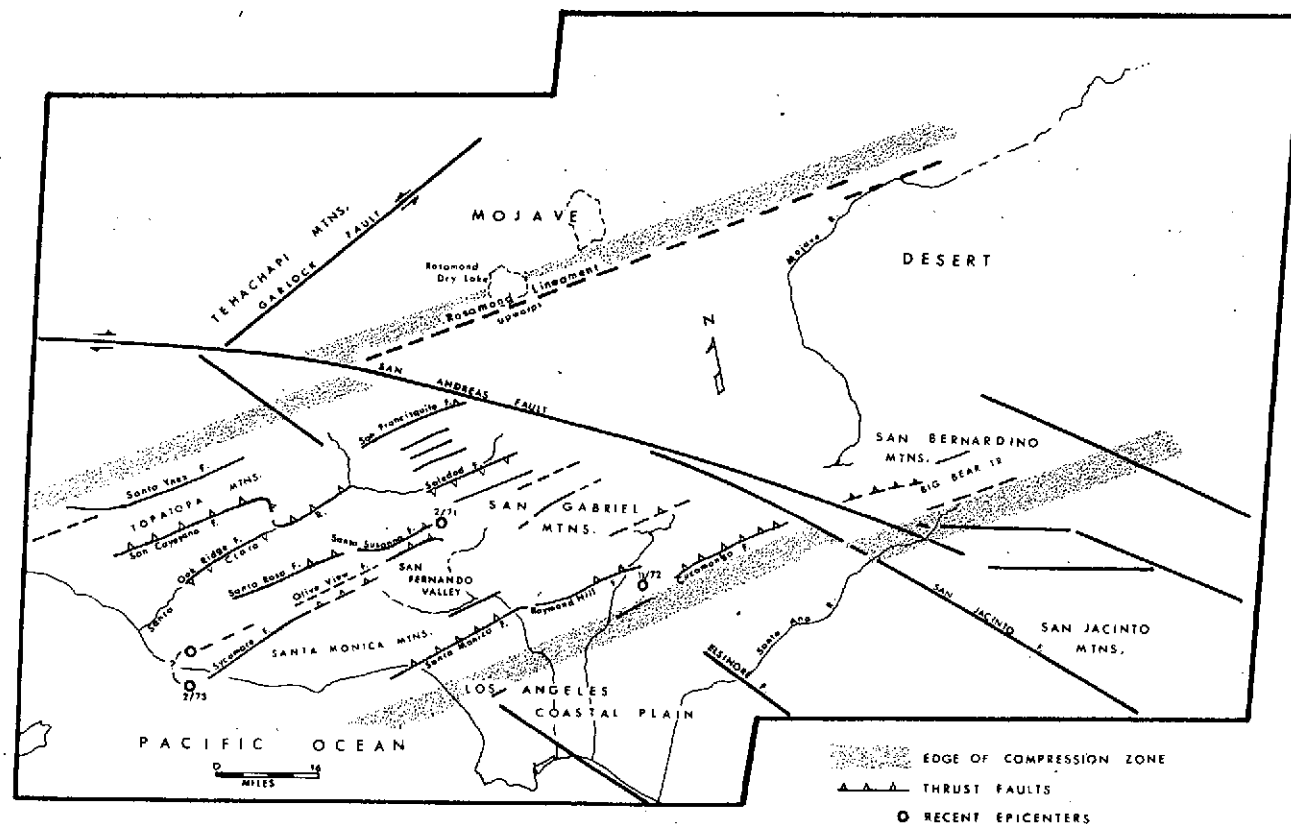 TEHACHAPI MTNS.
GARLOCK FAULT
MOJAVE
DESERT
Mojave R.
Rosamond
Dry Lake
Rosamond Lineament
Upwarps
N
SAN ANDREAS FAULT
San Francisquito F.
Santa Ynez F.
TOPATOPA MTNS.
San Cayetano F.
Oak Ridge F.
Santa Clara R.
Soledad F.
2/71
SAN GABRIEL
MTNS.
Santa Susanna F.
Santa Rosa F.
Olive View F.
SAN
FERNANDO
VALLEY
SAN BERNARDINO
MTNS.
BIG BEAR
Cucamonga F.
11/72
Raymond Hill F.
Sycamore F.
SANTA MONICA MTNS.
Santa Monica F.
2/73
SAN JACINTO F.
SAN JACINTO
MTNS.
Santa Ana R.
ELSINORE F.
LOS ANGELES
COASTAL PLAIN
PACIFIC OCEAN
0 16
MILES
EDGE OF COMPRESSION ZONE
THRUST FAULTS
RECENT EPICENTERS